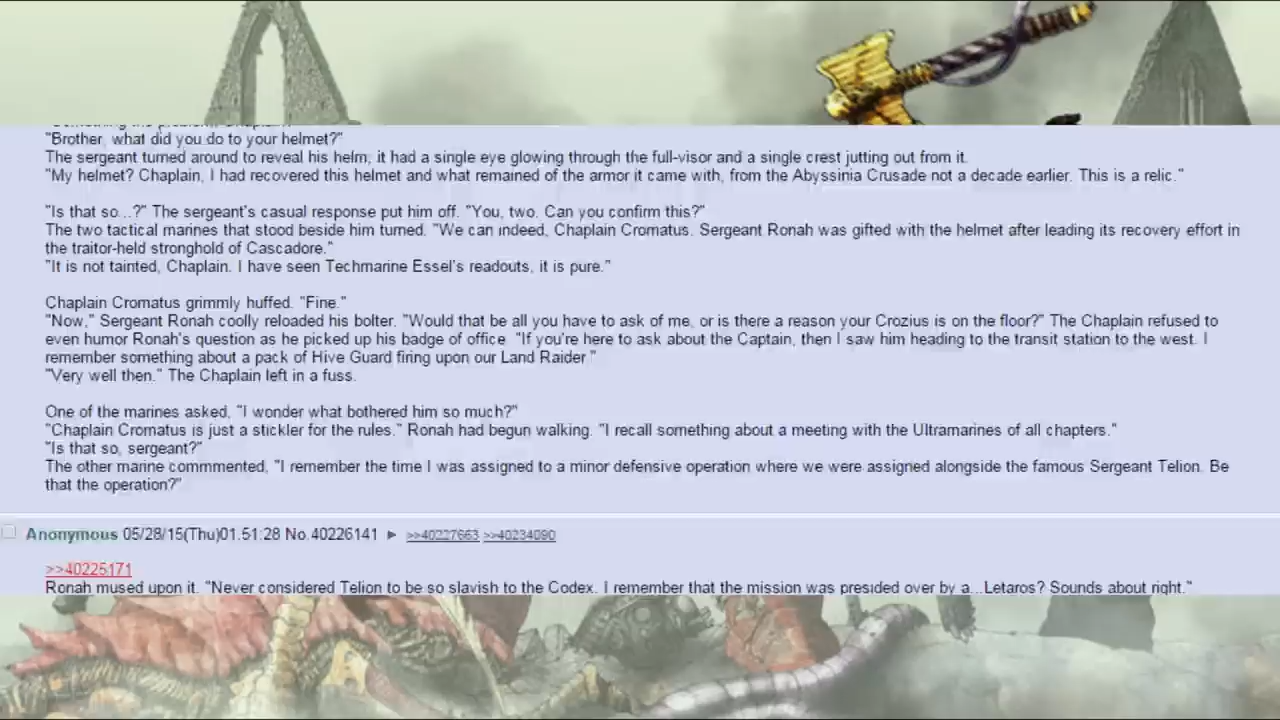 "Brother, what did you do to your helmet?"
The sergeant turned around to reveal his helm; it had a single eye glowing through the full-visor and a single crest jutting out from it.
"My helmet? Chaplain, I had recovered this helmet and what remained of the armor it came with, from the Abyssinia Crusade not a decade earlier. This is a relic."
"Is that so...?" The sergeant's casual response put him off. "You, two. Can you confirm this?"
The two tactical marines that stood beside him turned. "We can indeed, Chaplain Cromatus. Sergeant Ronah was gifted with the helmet after leading its recovery effort in
the traitor-held stronghold of Cascadore."
"It is not tainted, Chaplain. I have seen Techmarine Essel's readouts, it is pure."
Chaplain Cromatus grimmly huffed. "Fine."
"Now," Sergeant Ronah coolly reloaded his bolter. "Would that be all you have to ask of me, or is there a reason your Crozius is on the floor?" The Chaplain refused to
even humor Ronah's question as he picked up his badge of office. "If you're here to ask about the Captain, then I saw him heading to the transit station to the west. I
remember something about a pack of Hive Guard firing upon our Land Raider."
"Very well then." The Chaplain left in a fuss.
One of the marines asked, "I wonder what bothered him so much?"
"Chaplain Cromatus is just a stickler for the rules." Ronah had begun walking. "I recall something about a meeting with the Ultramarines of all chapters."
"Is that so, sergeant?"
The other marine commmented, "I remember the time I was assigned to a minor defensive operation where we were assigned alongside the famous Sergeant Telion. Be
that the operation?"
Anonymous 05/28/15(Thu)01:51:28 No.40226141 ► >>40227663 >>40234090
>>40225171
Ronah mused upon it. "Never considered Telion to be so slavish to the Codex. I remember that the mission was presided over by a...Letaros? Sounds about right."